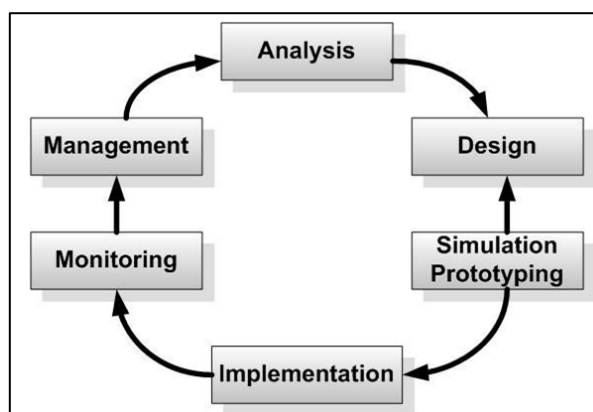 Analysis
Management
Design
Monitoring
Simulation
Prototyping
Implementation